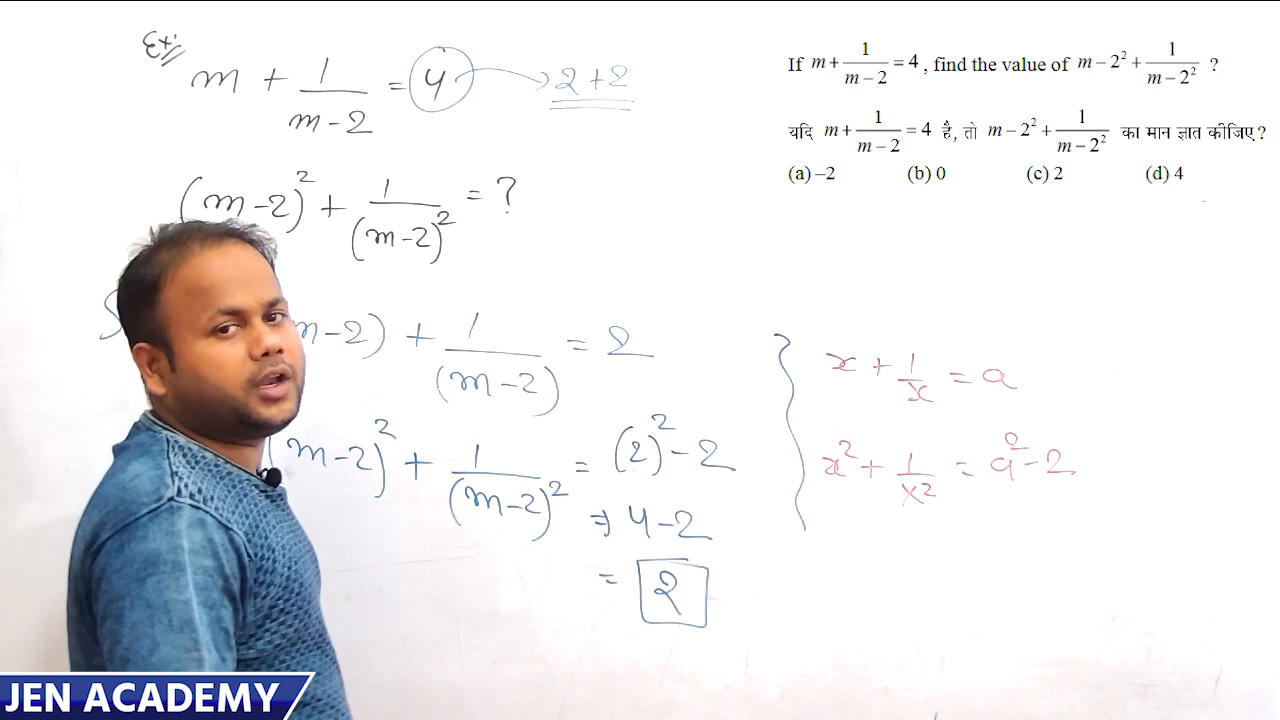 Ex:
m + 1/(m-2) = 4 → 2+2
(m-2)² + 1/(m-2)² = ?
m-2) + 1/(m-2) = 2
m-2)² + 1/(m-2)² = (2)² - 2
⇒ 4-2
= 2
x + 1/x = a
x² + 1/x² = a² - 2
If m + 1/(m-2) = 4 , find the value of m-2² + 1/(m-2²) ?
यदि m + 1/(m-2) = 4 है, तो m-2² + 1/(m-2²) का मान ज्ञात कीजिए ?
(a) –2 (b) 0 (c) 2 (d) 4
JEN ACADEMY